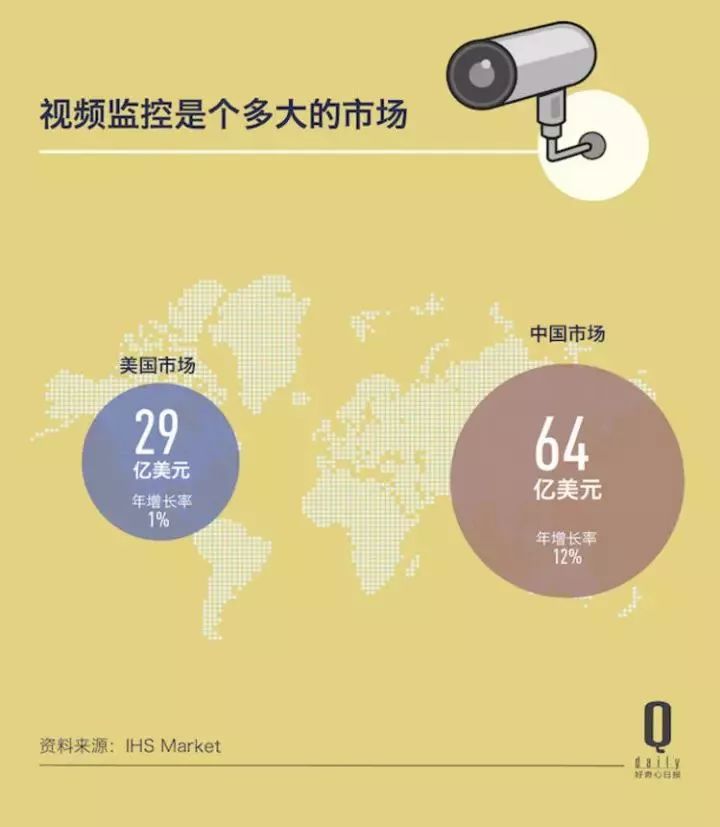 视频监控是个多大的市场
中国市场
美国市场
29
亿美元
年增长率
1%
64
亿美元
年增长率
12%
资料来源：IHS Market
Q
daily
好奇心日报